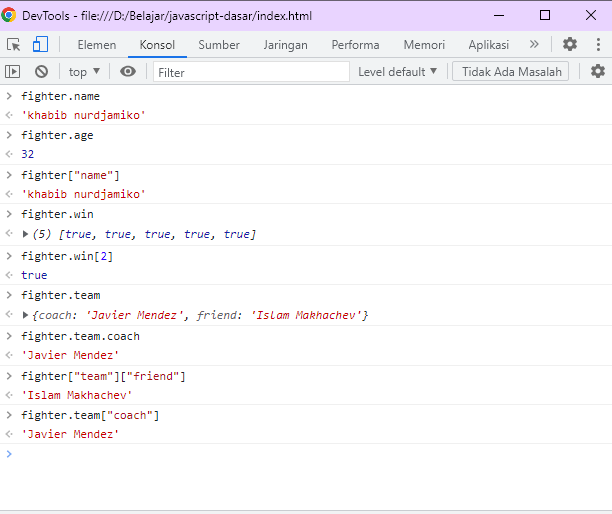 DevTools - file:///D:/Belajar/javascript-dasar/index.html
Elemen Konsol Sumber Jaringan Performa Memori Aplikasi »
top ▼ Filter Level default ▼ Tidak Ada Masalah
> fighter.name
'khabib nurdjamiko'
> fighter.age
32
> fighter["name"]
'khabib nurdjamiko'
> fighter.win
▶ (5) [true, true, true, true, true]
> fighter.win[2]
true
> fighter.team
▶ {coach: 'Javier Mendez', friend: 'Islam Makhachev'}
> fighter.team.coach
'Javier Mendez'
> fighter["team"]["friend"]
'Islam Makhachev'
> fighter.team["coach"]
'Javier Mendez'
>